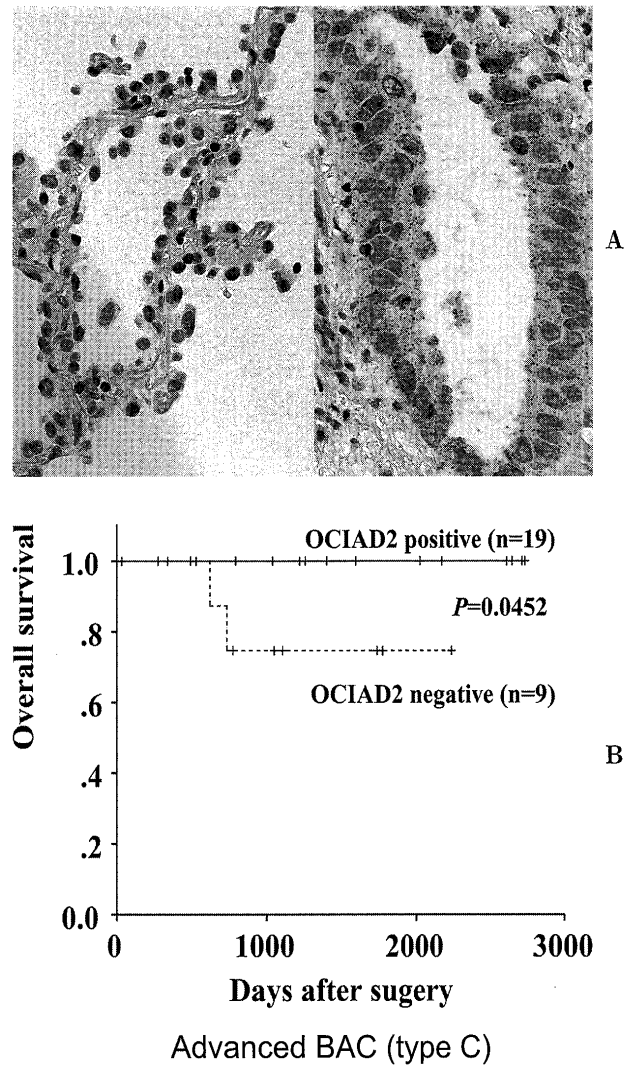 A
OCIAD2 positive (n=19)
1.0
P=0.0452
.8
OCIAD2 negative (n=9)
.6
Overall survival
B
.4
.2
0.0
0
1000
2000
3000
Days after sugery
Advanced BAC (type C)